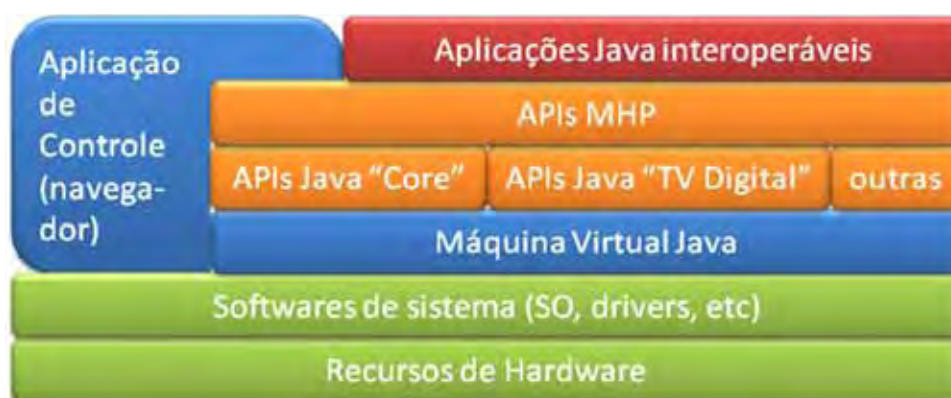 Aplicação
de
Controle
(navega-
dor)
Aplicações Java interoperáveis
APIs MHP
APIs Java “Core”
APIs Java “TV Digital”
outras
Máquina Virtual Java
Softwares de sistema (SO, drivers, etc)
Recursos de Hardware